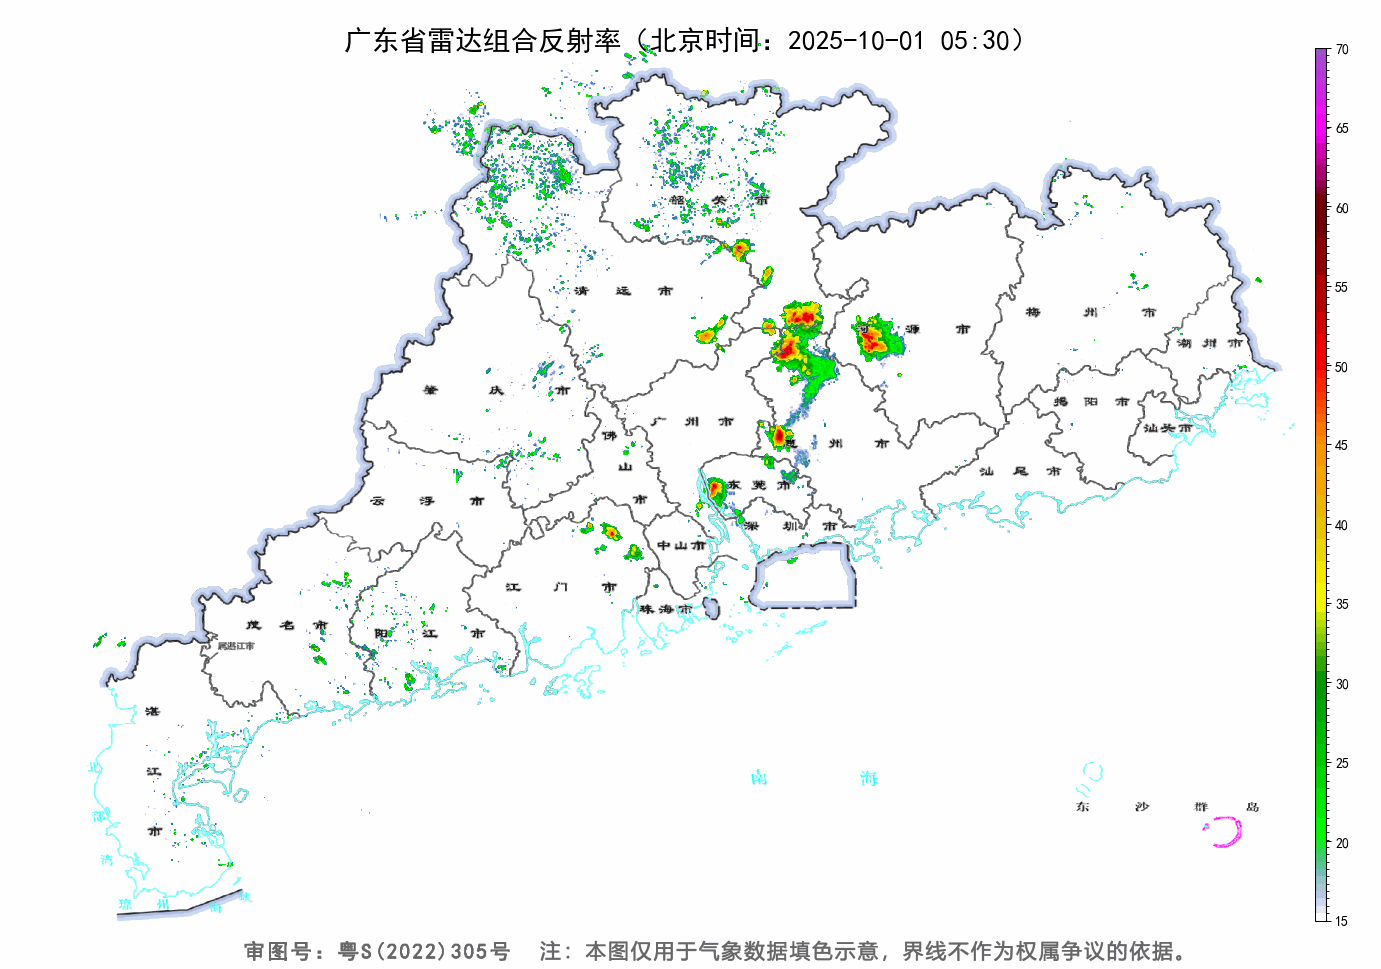 广东省雷达组合反射率（北京时间：2025-10-01 05:30）
70
65
60
55
50
45
40
35
30
25
20
15
韶关市
清远市
河源市
梅州市
潮州市
肇庆市
广州市
揭阳市
汕头市
佛山市
惠州市
汕尾市
云浮市
东莞市
深圳市
中山市
江门市
珠海市
茂名市
阳江市
属湛江市
湛江市
南海
北部湾
东沙群岛
琼州海峡
审图号：粤S(2022)305号 注：本图仅用于气象数据填色示意，界线不作为权属争议的依据。